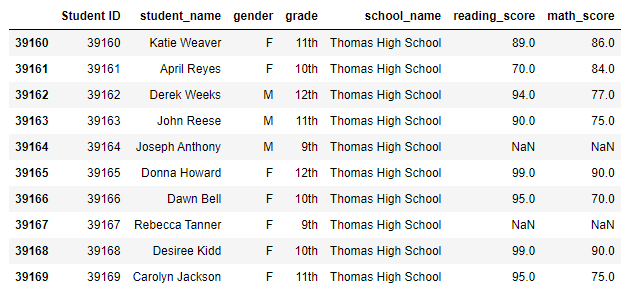 Student ID student_name gender grade school_name reading_score math_score
39160 39160 Katie Weaver F 11th Thomas High School 89.0 86.0
39161 39161 April Reyes F 10th Thomas High School 70.0 84.0
39162 39162 Derek Weeks M 12th Thomas High School 94.0 77.0
39163 39163 John Reese M 11th Thomas High School 90.0 75.0
39164 39164 Joseph Anthony M 9th Thomas High School NaN NaN
39165 39165 Donna Howard F 12th Thomas High School 99.0 90.0
39166 39166 Dawn Bell F 10th Thomas High School 95.0 70.0
39167 39167 Rebecca Tanner F 9th Thomas High School NaN NaN
39168 39168 Desiree Kidd F 10th Thomas High School 99.0 90.0
39169 39169 Carolyn Jackson F 11th Thomas High School 95.0 75.0